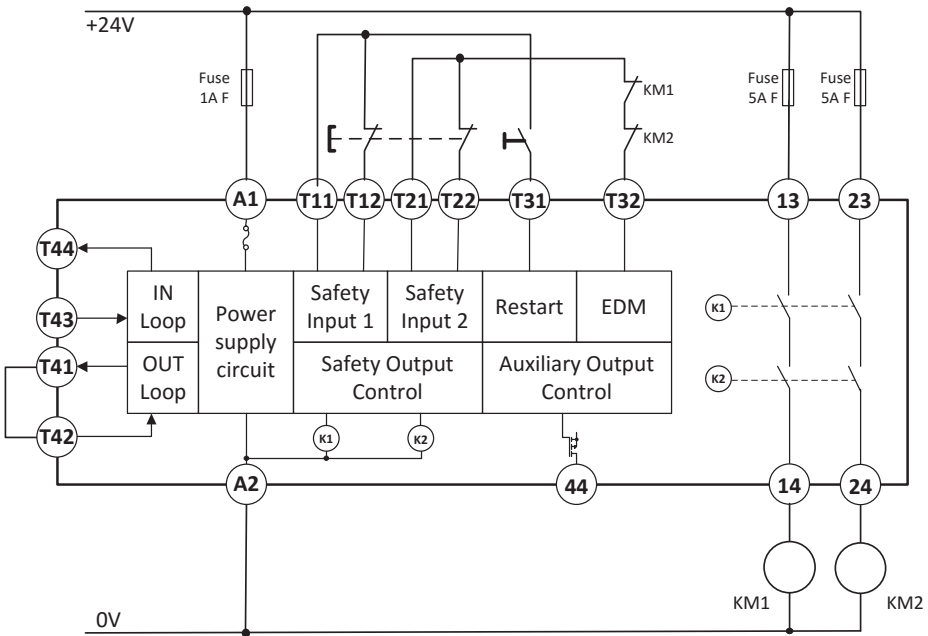 +24V
Fuse
1A F
KM1
KM2
Fuse
5A F
Fuse
5A F
A1
T11
T12
T21
T22
T31
T32
13
23
T44
T43
T41
T42
IN
Loop
OUT
Loop
Power
supply
circuit
Safety
Input 1
Safety
Input 2
Restart
EDM
Safety Output
Control
Auxiliary Output
Control
K1
K2
K1
K2
A2
44
14
24
KM1
KM2
0V